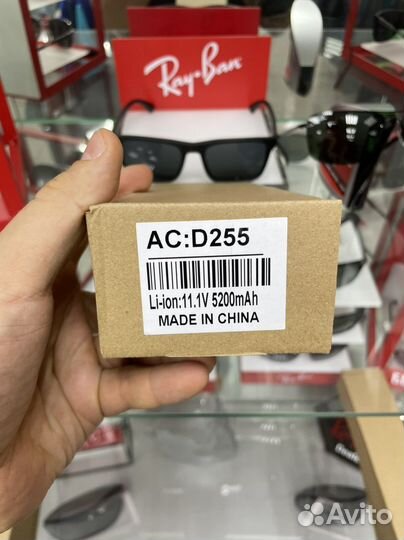 Ray-Ban
AC:D255
Li-ion:11.1V 5200mAh
MADE IN CHINA
Avito